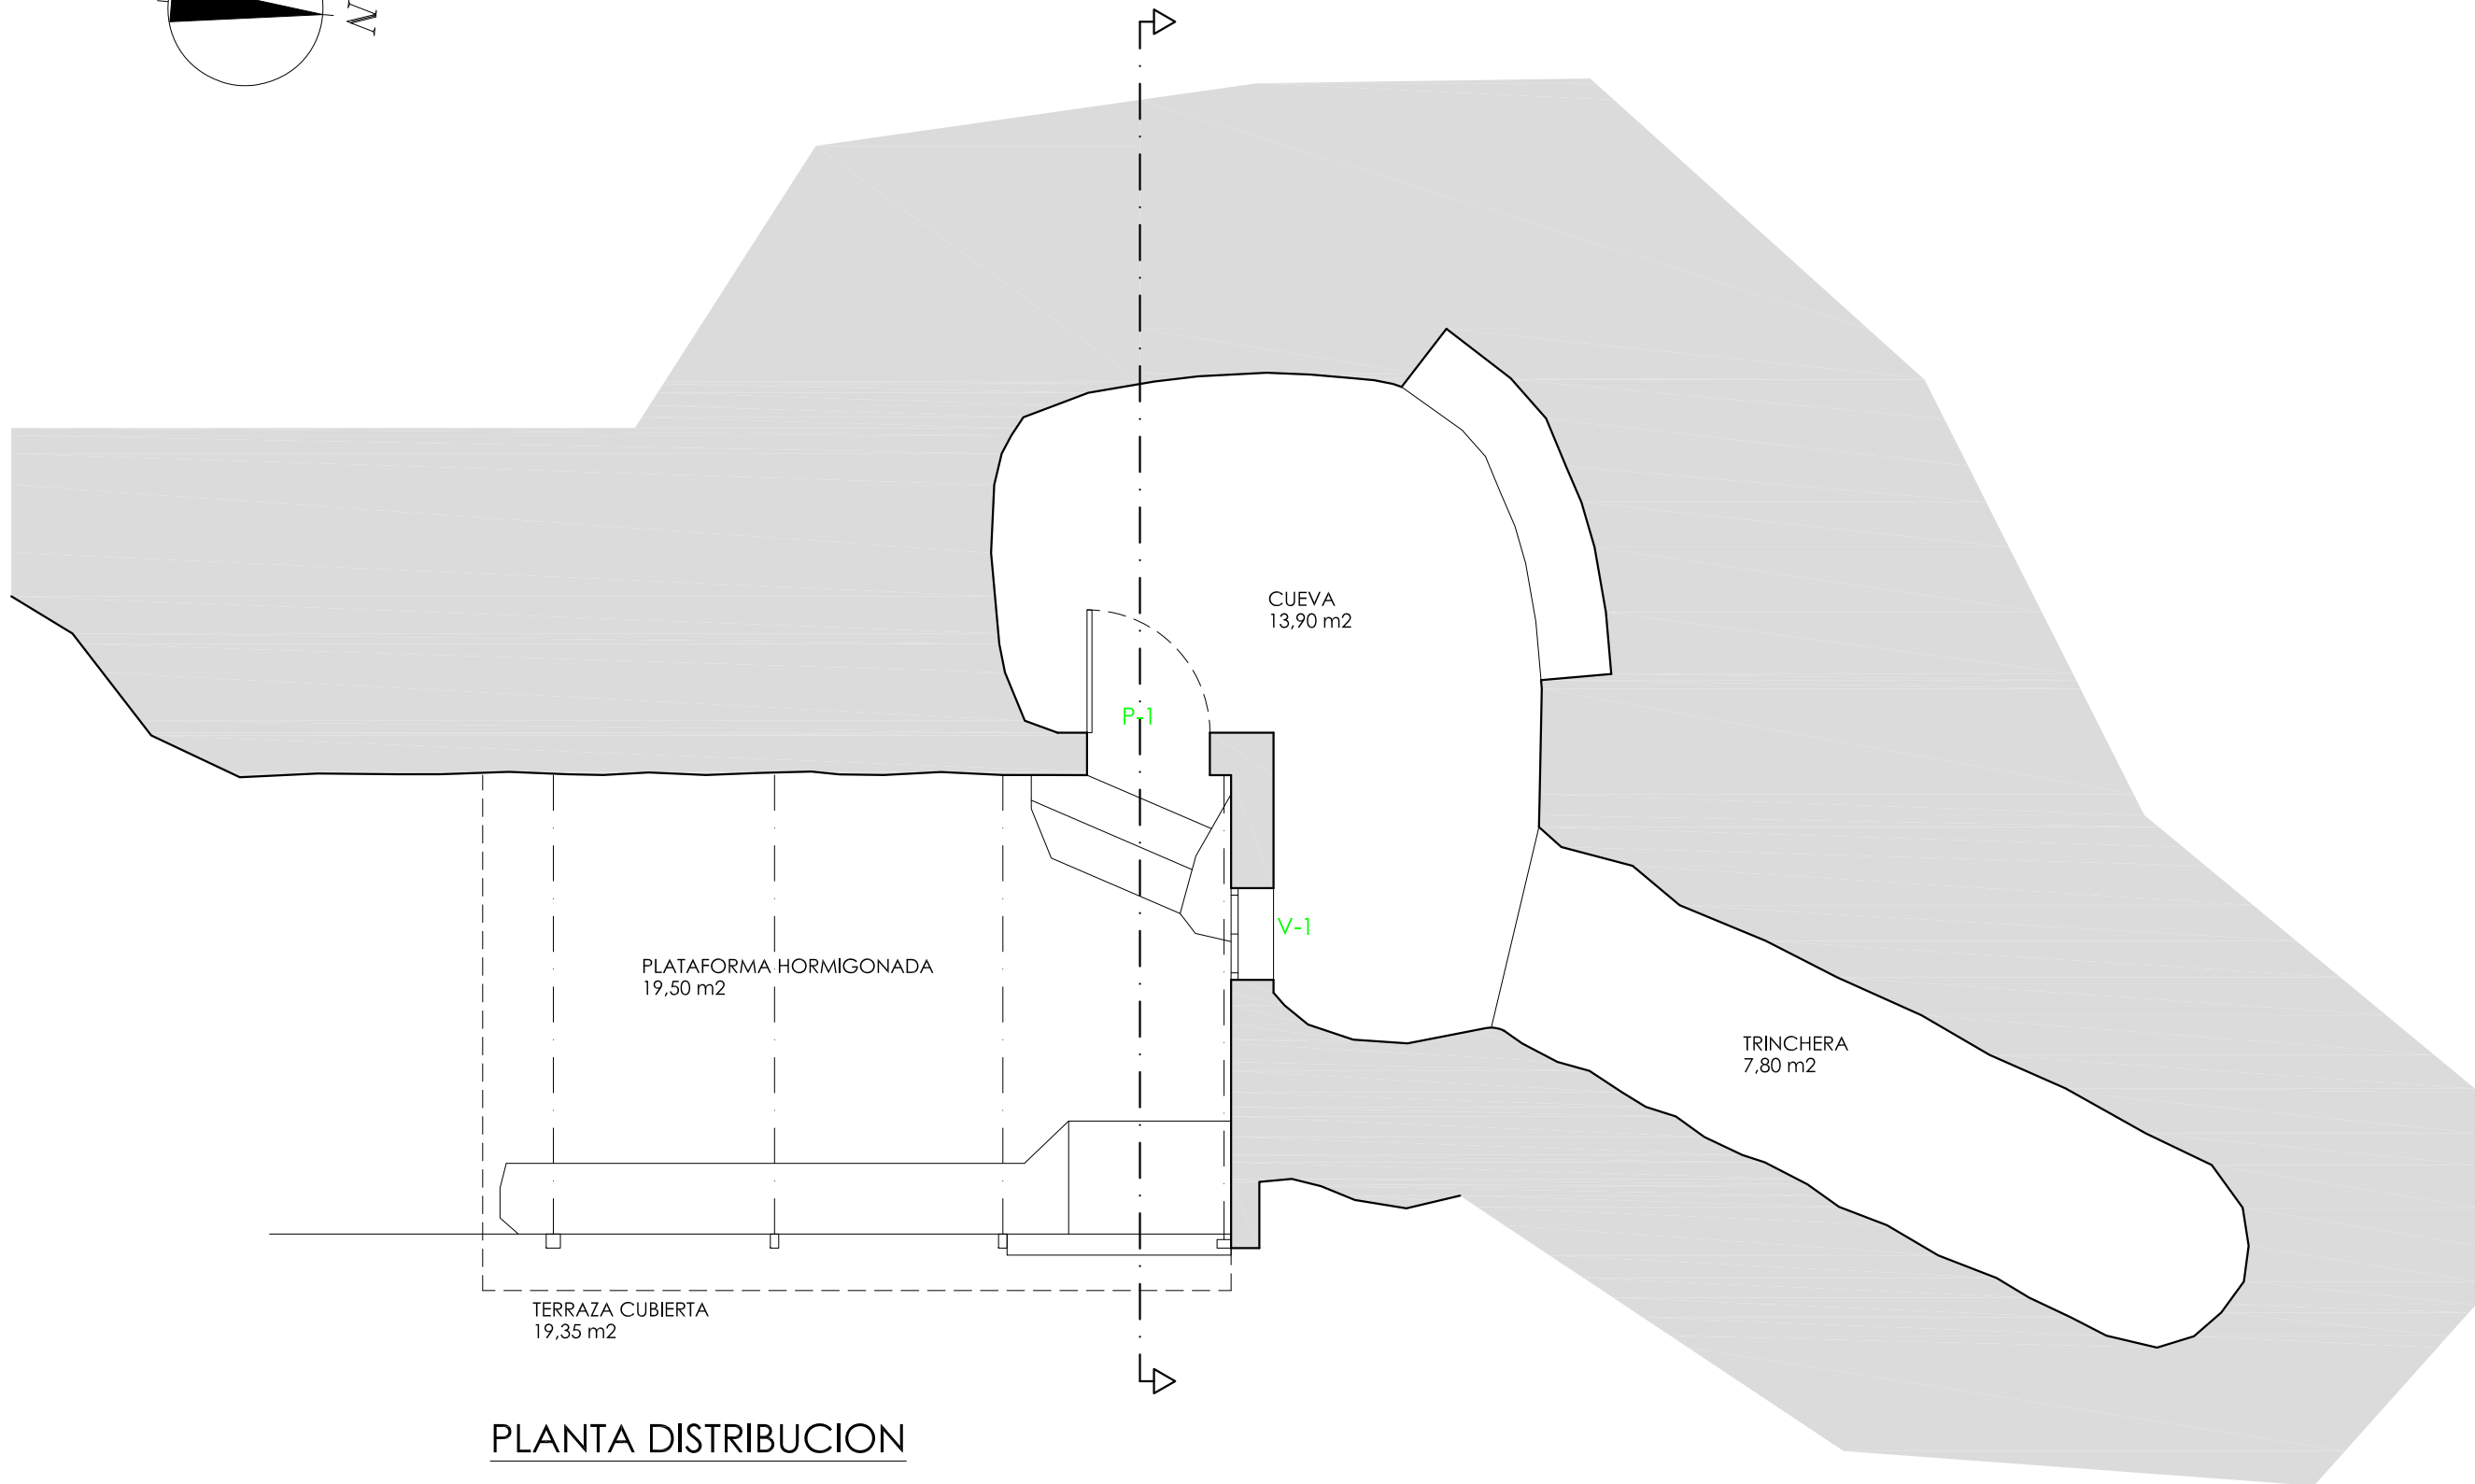 N
CUEVA
13,90 m2
P-1
V-1
PLATAFORMA HORMIGONADA
19,50 m2
TRINCHERA
7,80 m2
TERRAZA CUBIERTA
19,35 m2
PLANTA DISTRIBUCION